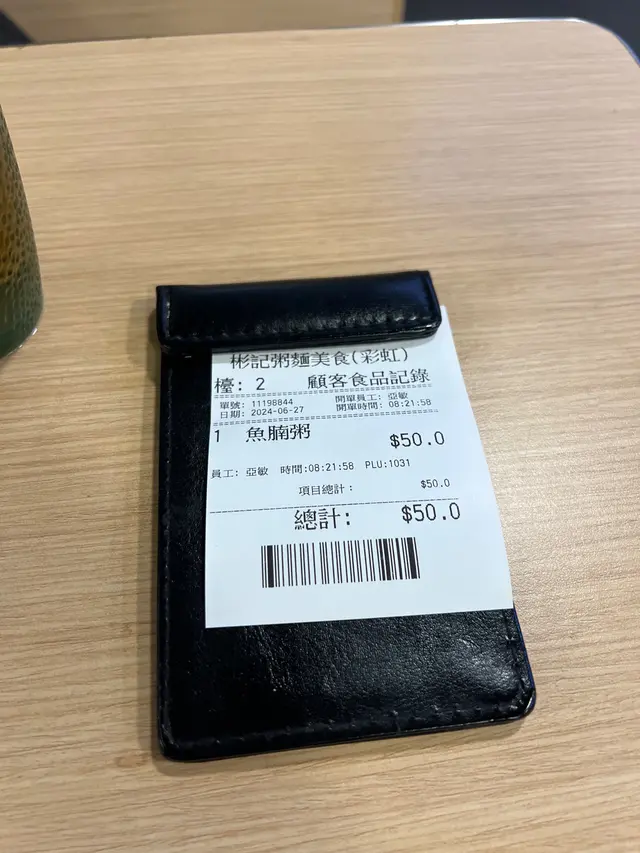 彬記粥麵美食(彩虹)
檯: 2 顧客食品記錄
單號: 11198844 開單員工: 亞敏
日期: 2024-06-27 開單時間: 08:21:58
1 魚腩粥 $50.0
員工: 亞敏 時間:08:21:58 PLU:1031
項目總計: $50.0
總計: $50.0